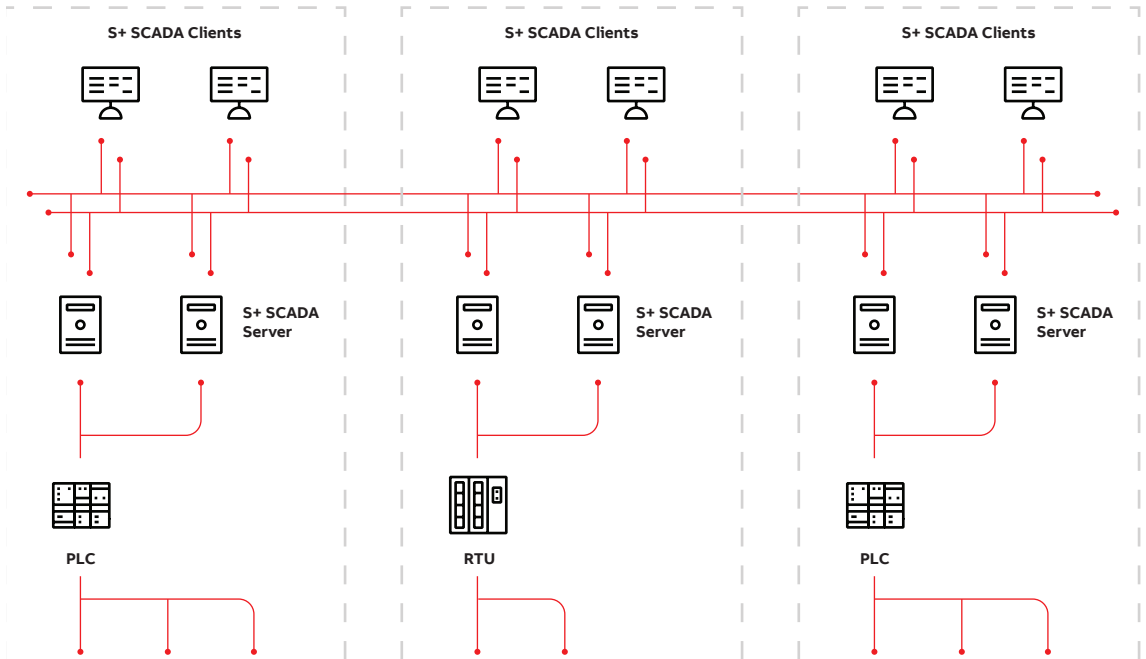 S+ SCADA Clients
S+ SCADA Clients
S+ SCADA Clients
S+ SCADA
Server
S+ SCADA
Server
S+ SCADA
Server
PLC
RTU
PLC